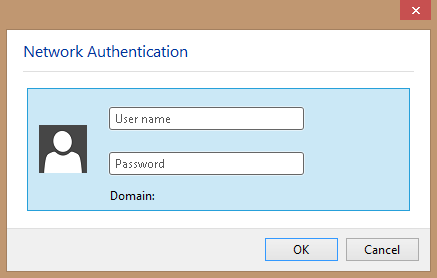 Network Authentication
User name
Password
Domain:
OK
Cancel